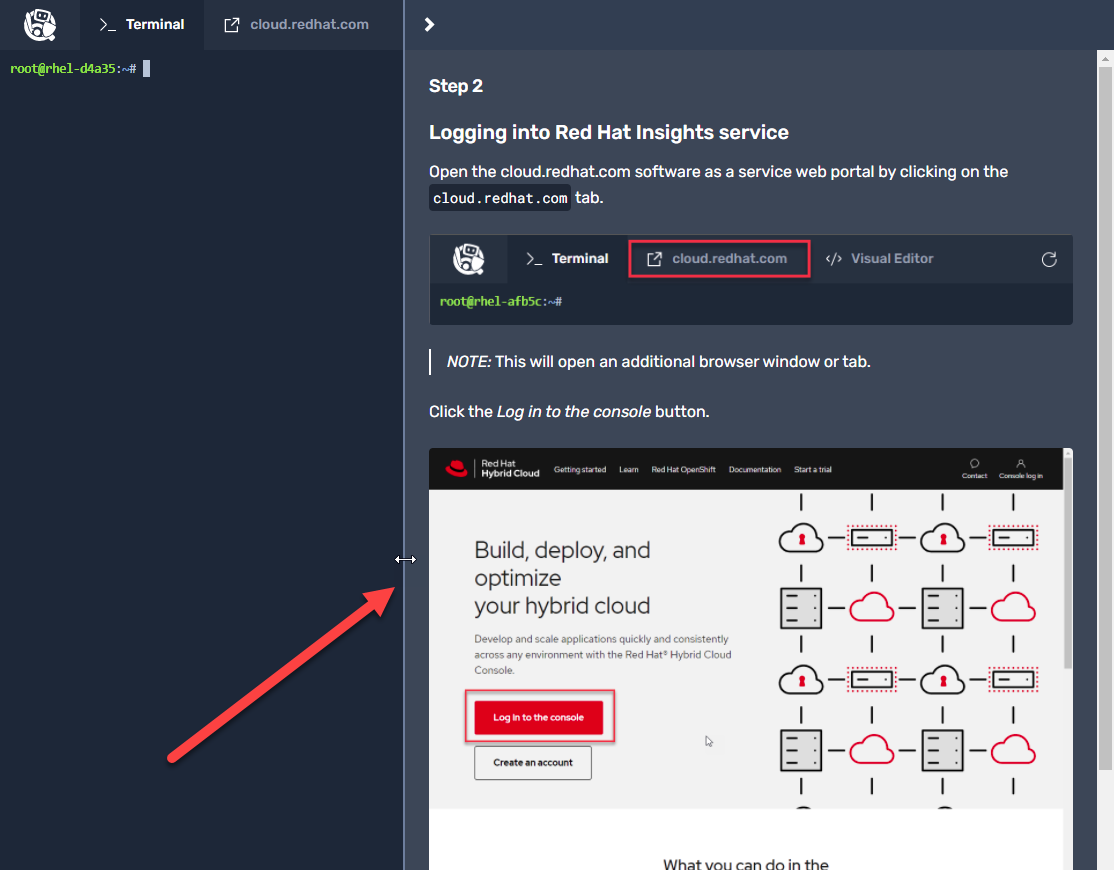 >_ Terminal
cloud.redhat.com
root@rhel-d4a35:~#
Step 2
Logging into Red Hat Insights service
Open the cloud.redhat.com software as a service web portal by clicking on the
cloud.redhat.com tab.
>_ Terminal
cloud.redhat.com
</> Visual Editor
root@rhel-afb5c:~#
NOTE: This will open an additional browser window or tab.
Click the Log in to the console button.
Red Hat
Hybrid Cloud
Getting started Learn Red Hat OpenShift Documentation Start a trial
Contact Console log in
Build, deploy, and
optimize
your hybrid cloud
Develop and scale applications quickly and consistently
across any environment with the Red Hat® Hybrid Cloud
Console.
Log in to the console
Create an account
What you can do in the